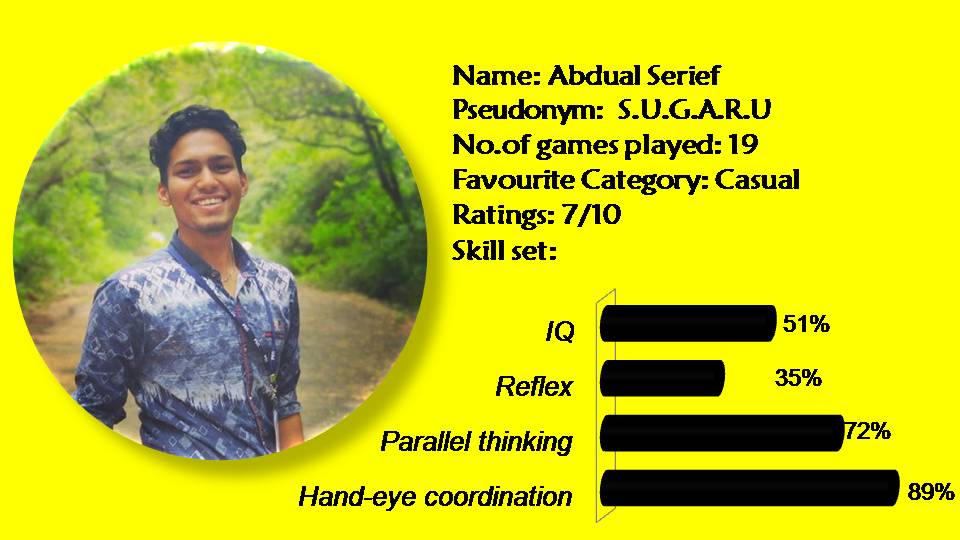 Name: Abdual Serief
Pseudonym: S.U.G.A.R.U
No.of games played: 19
Favourite Category: Casual
Ratings: 7/10
Skill set:
IQ 51%
Reflex 35%
Parallel thinking 72%
Hand-eye coordination 89%